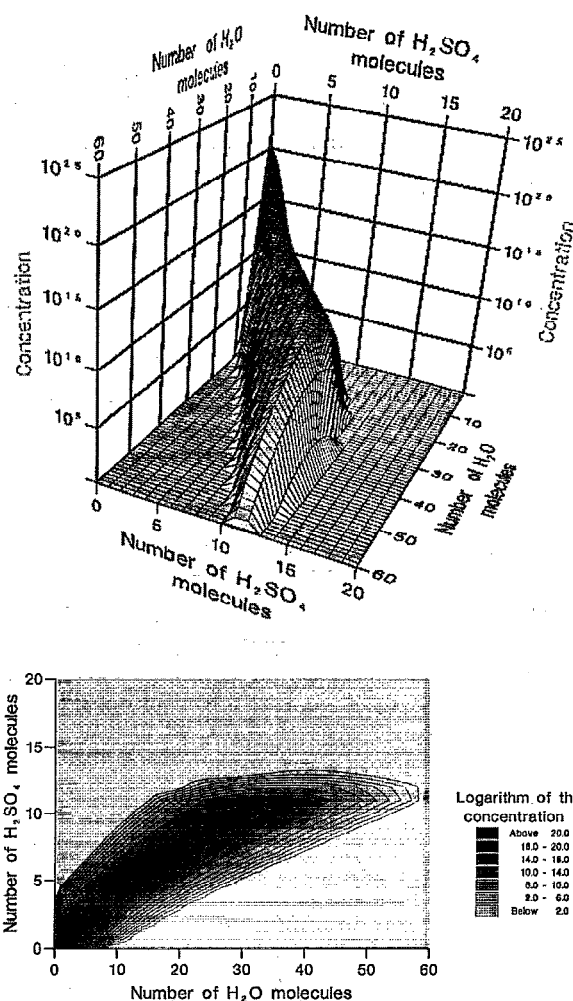 Number of H₂SO₄
molecules
Number of H₂O
molecules
0 5 10 15 20
60 50 40 30 20 10
10²⁵
10²⁰
10¹⁵
10¹⁰
10⁵
Concentration
10²⁵
10²⁰
10¹⁵
10¹⁰
10⁵
Concentration
10
20
30
40
50
60
Number of H₂O
molecules
0
5
10
15
20
Number of H₂SO₄
molecules
20
15
10
5
0
Number of H₂SO₄ molecules
0 10 20 30 40 50 60
Number of H₂O molecules
Logarithm of th
concentration
Above 20.0
18.0 - 20.0
14.0 - 18.0
10.0 - 14.0
6.0 - 10.0
2.0 - 6.0
Below 2.0